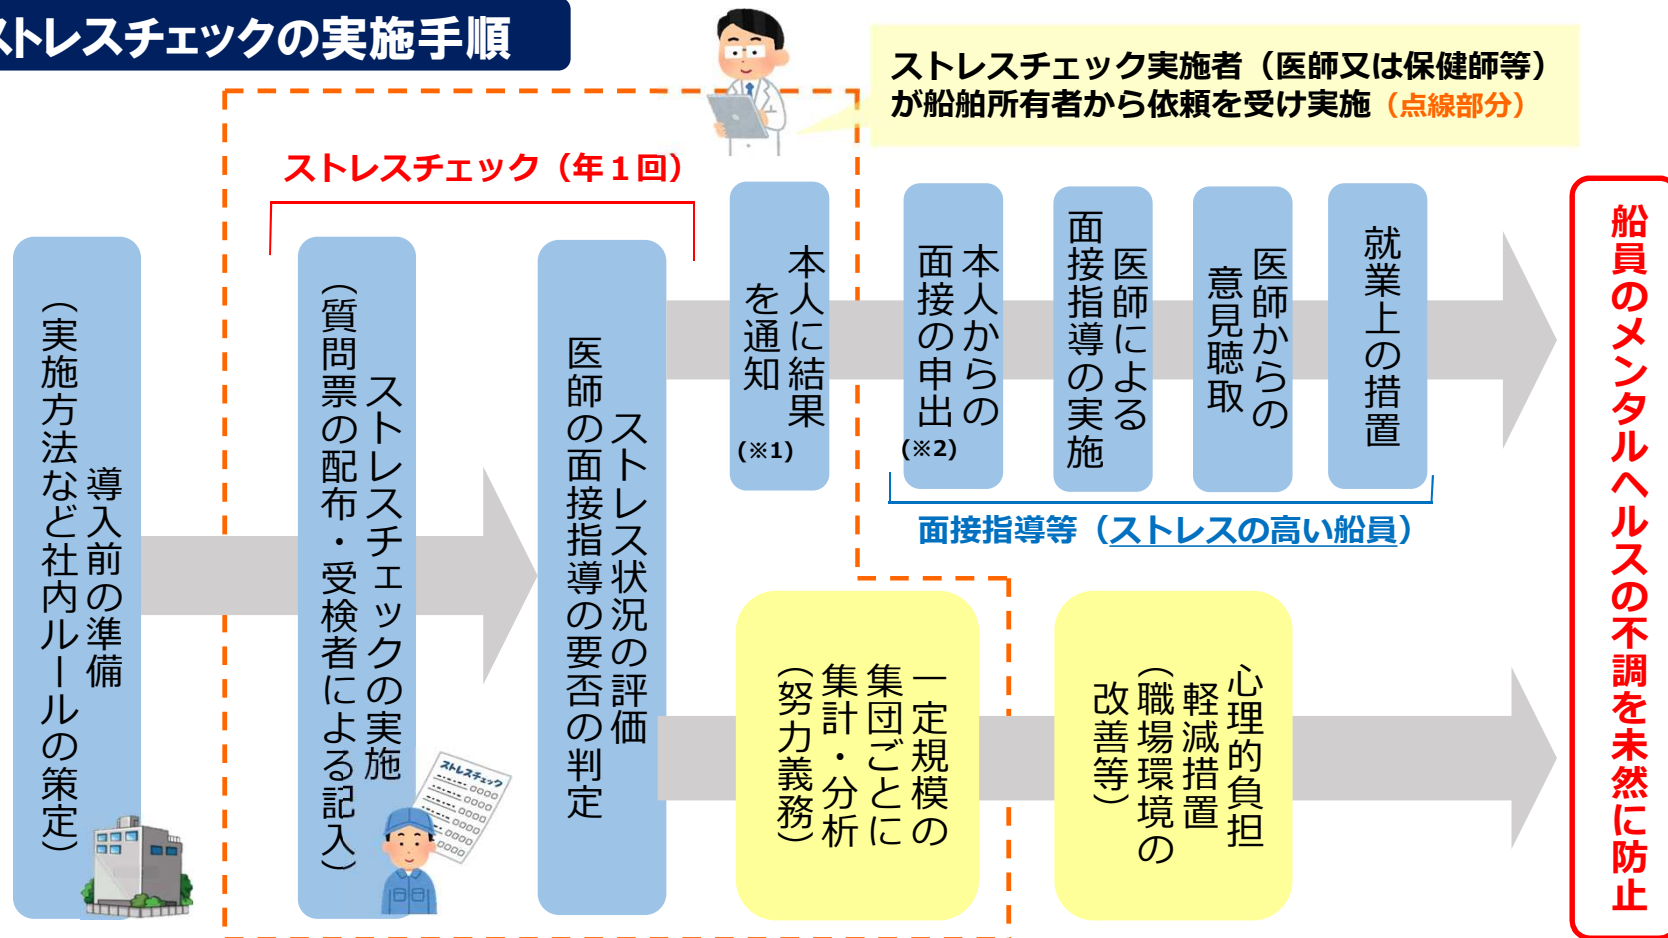 トレスチェックの実施手順
ストレスチェック実施者（医師又は保健師等）
が船舶所有者から依頼を受け実施（点線部分）
ストレスチェック（年１回）
導入前の準備
（実施方法など社内ルールの策定）
ストレスチェックの実施
（質問票の配布・受検者による記入）
ストレスチェック
ストレス状況の評価
医師の面接指導の要否の判定
本人に結果
を通知
(※1)
本人からの
面接の申出
(※2)
医師による
面接指導の実施
医師からの
意見聴取
就業上の措置
面接指導等（ストレスの高い船員）
一定規模の
集団ごとに
集計・分析
（努力義務）
心理的負担
軽減措置
（職場環境の
改善等）
船員のメンタルヘルスの不調を未然に防止